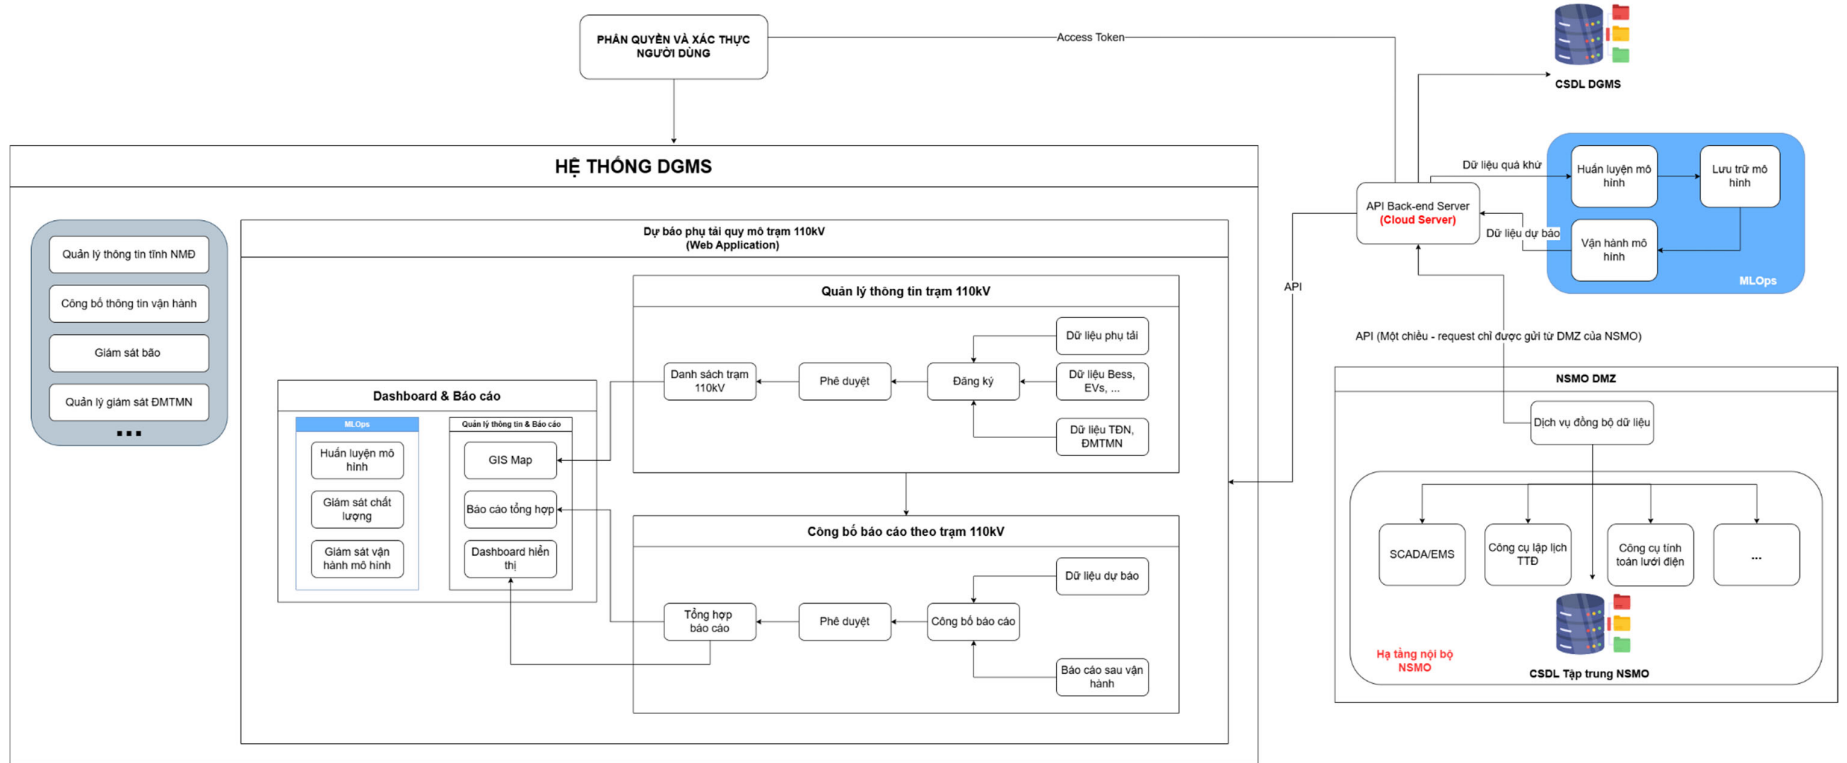 PHÂN QUYỀN VÀ XÁC THỰC
NGƯỜI DÙNG
Access Token
CSDL DGMS
HỆ THỐNG DGMS
Quản lý thông tin tĩnh NMĐ
Công bố thông tin vận hành
Giám sát bão
Quản lý giám sát ĐMTMN
...
Dự báo phụ tải quy mô trạm 110kV
(Web Application)
Quản lý thông tin trạm 110kV
Dữ liệu phụ tải
Danh sách trạm
110kV
Phê duyệt
Đăng ký
Dữ liệu Bess,
EVs, ...
Dữ liệu TĐN,
ĐMTMN
Dashboard & Báo cáo
MLOps
Huấn luyện mô
hình
Giám sát chất
lượng
Giám sát vận
hành mô hình
Quản lý thông tin & Báo cáo
GIS Map
Báo cáo tổng hợp
Dashboard hiển
thị
Công bố báo cáo theo trạm 110kV
Dữ liệu dự báo
Tổng hợp
báo cáo
Phê duyệt
Công bố báo cáo
Báo cáo sau vận
hành
API
API Back-end Server
(Cloud Server)
Dữ liệu quá khứ
Dữ liệu dự báo
Huấn luyện mô
hình
Lưu trữ mô
hình
Vận hành mô
hình
MLOps
API (Một chiều - request chỉ được gửi từ DMZ của NSMO)
NSMO DMZ
Dịch vụ đồng bộ dữ liệu
SCADA/EMS
Công cụ lập lịch
TTĐ
Công cụ tính
toán lưới điện
...
Hạ tầng nội bộ
NSMO
CSDL Tập trung NSMO